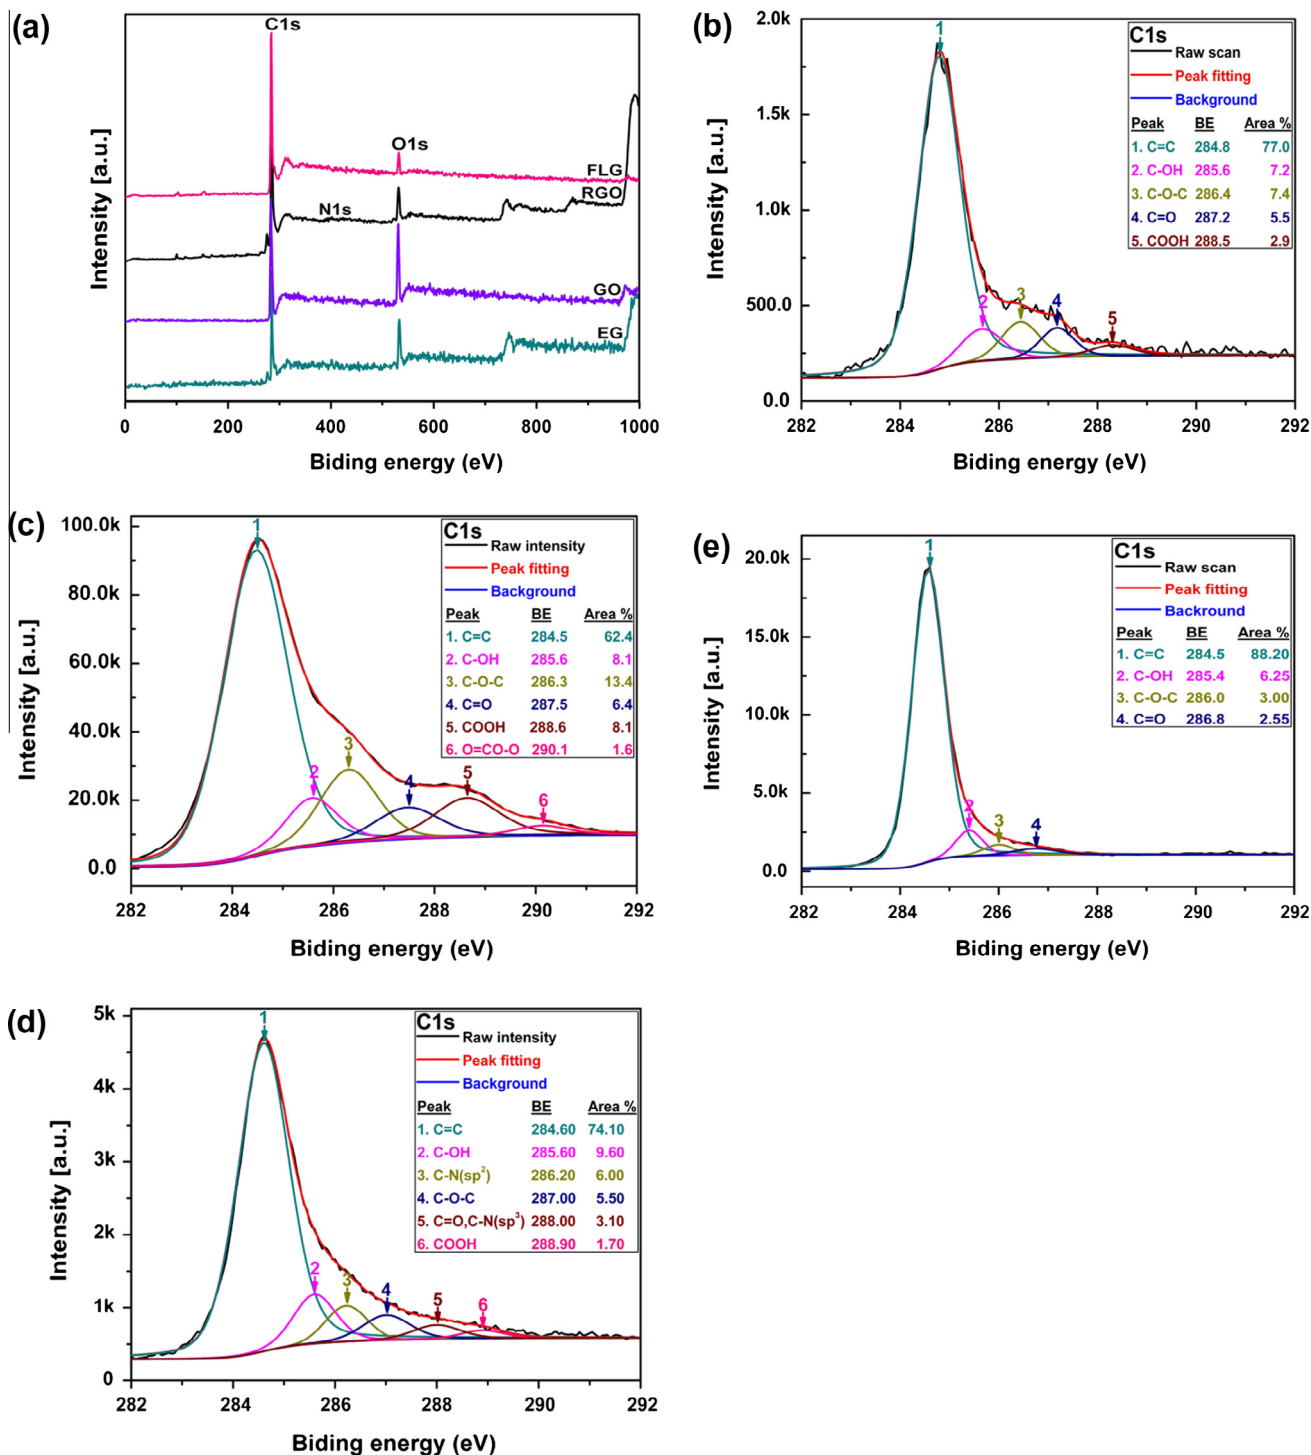 (a)
C1s
O1s
N1s
FLG
RGO
GO
EG
Intensity [a.u.]
0 200 400 600 800 1000
Biding energy (eV)
(b)
2.0k
1.5k
1.0k
500.0
0.0
Intensity [a.u.]
1
2
3
4
5
C1s
Raw scan
Peak fitting
Background
Peak BE Area %
1. C=C 284.8 77.0
2. C-OH 285.6 7.2
3. C-O-C 286.4 7.4
4. C=O 287.2 5.5
5. COOH 288.5 2.9
282 284 286 288 290 292
Biding energy (eV)
(c)
100.0k
80.0k
60.0k
40.0k
20.0k
0.0
Intensity [a.u.]
1
2
3
4
5
6
C1s
Raw intensity
Peak fitting
Background
Peak BE Area %
1. C=C 284.5 62.4
2. C-OH 285.6 8.1
3. C-O-C 286.3 13.4
4. C=O 287.5 6.4
5. COOH 288.6 8.1
6. O=CO-O 290.1 1.6
282 284 286 288 290 292
Biding energy (eV)
(e)
20.0k
15.0k
10.0k
5.0k
0.0
Intensity [a.u.]
1
2
3
4
C1s
Raw scan
Peak fitting
Backround
Peak BE Area %
1. C=C 284.5 88.20
2. C-OH 285.4 6.25
3. C-O-C 286.0 3.00
4. C=O 286.8 2.55
282 284 286 288 290 292
Biding energy (eV)
(d)
5k
4k
3k
2k
1k
0
Intensity [a.u.]
1
2
3
4
5
6
C1s
Raw intensity
Peak fitting
Background
Peak BE Area %
1. C=C 284.60 74.10
2. C-OH 285.60 9.60
3. C-N(sp²) 286.20 6.00
4. C-O-C 287.00 5.50
5. C=O,C-N(sp³) 288.00 3.10
6. COOH 288.90 1.70
282 284 286 288 290 292
Biding energy (eV)